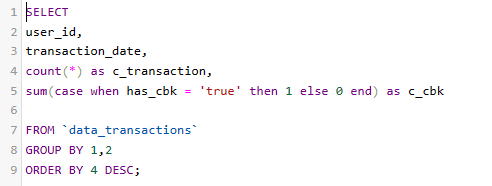 1 SELECT
2 user_id,
3 transaction_date,
4 count(*) as c_transaction,
5 sum(case when has_cbk = 'true' then 1 else 0 end) as c_cbk
6
7 FROM `data_transactions`
8 GROUP BY 1,2
9 ORDER BY 4 DESC;